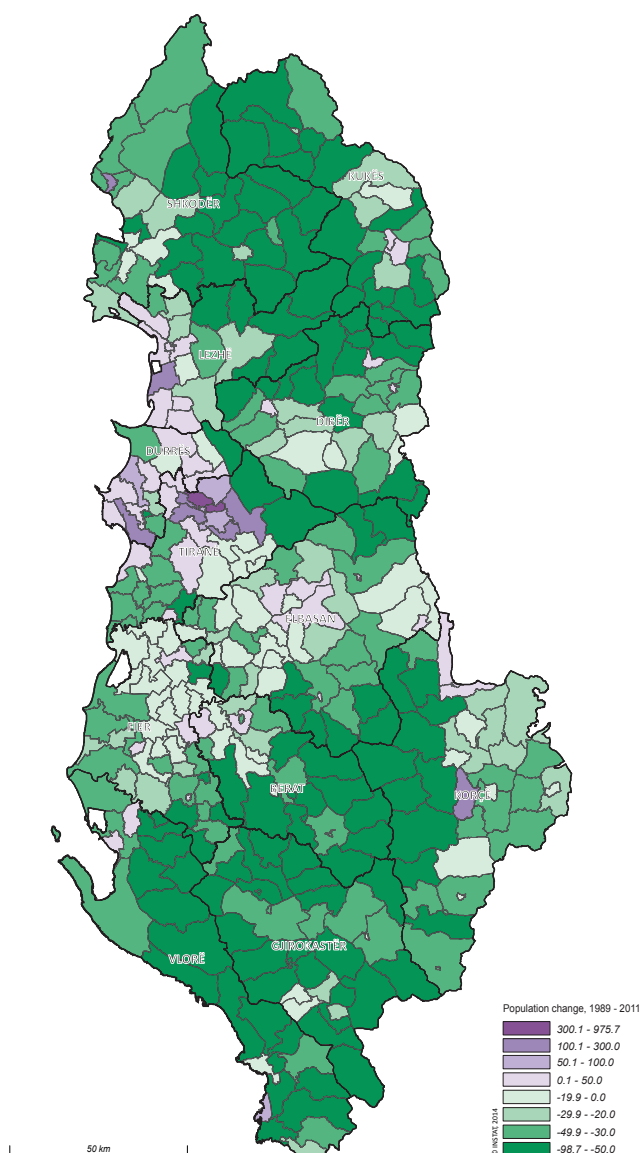 KUKËS
SHKODËR
LEZHË
DIBËR
DURRËS
TIRANË
ELBASAN
FIER
BERAT
KORÇË
GJIROKASTËR
VLORË
Population change, 1989 - 2011
300.1 - 975.7
100.1 - 300.0
50.1 - 100.0
0.1 - 50.0
-19.9 - 0.0
-29.9 - -20.0
-49.9 - -30.0
-98.7 - -50.0
INSTAT, 2014
50 km